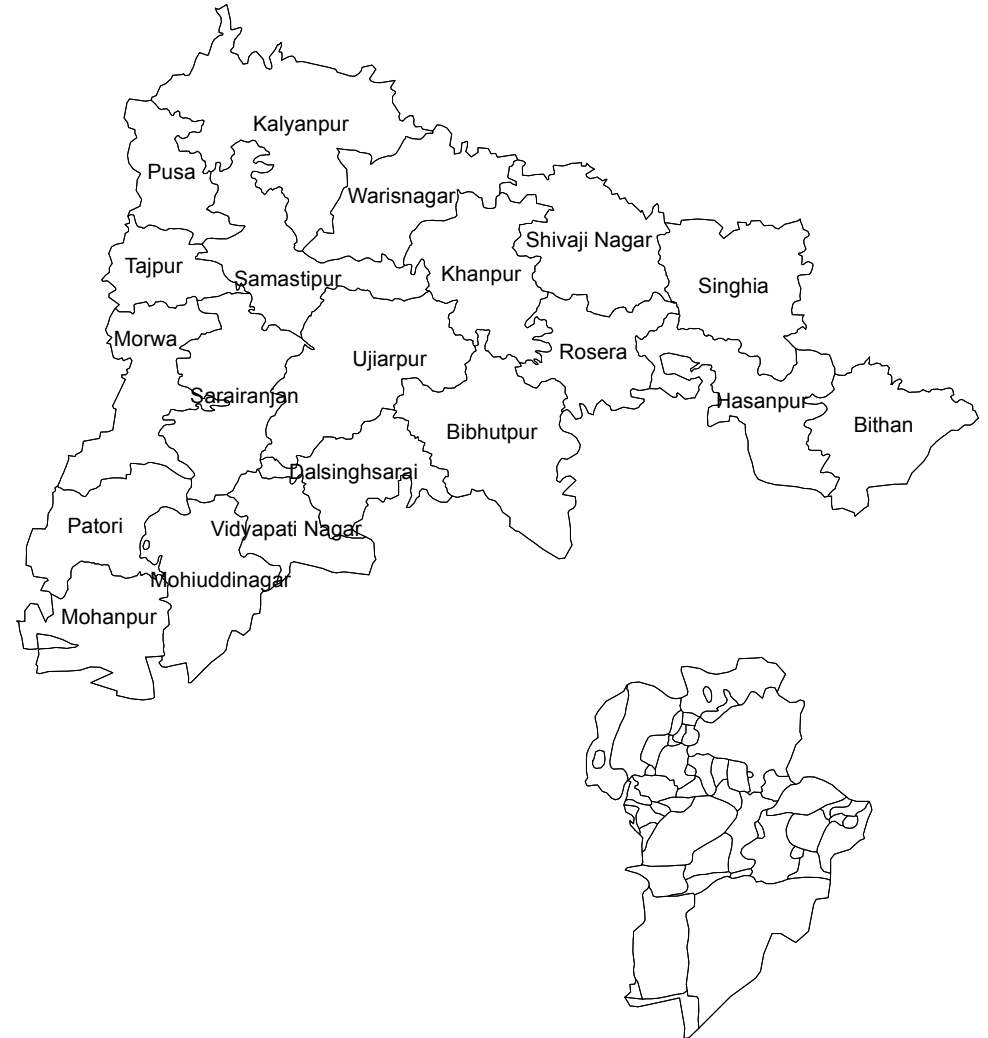 Kalyanpur
Pusa
Warisnagar
Shivaji Nagar
Tajpur
Samastipur
Khanpur
Singhia
Morwa
Ujiarpur
Rosera
Sarairanjan
Hasanpur
Bibhutpur
Bithan
Dalsinghsarai
Patori
Vidyapati Nagar
Mohiuddinagar
Mohanpur